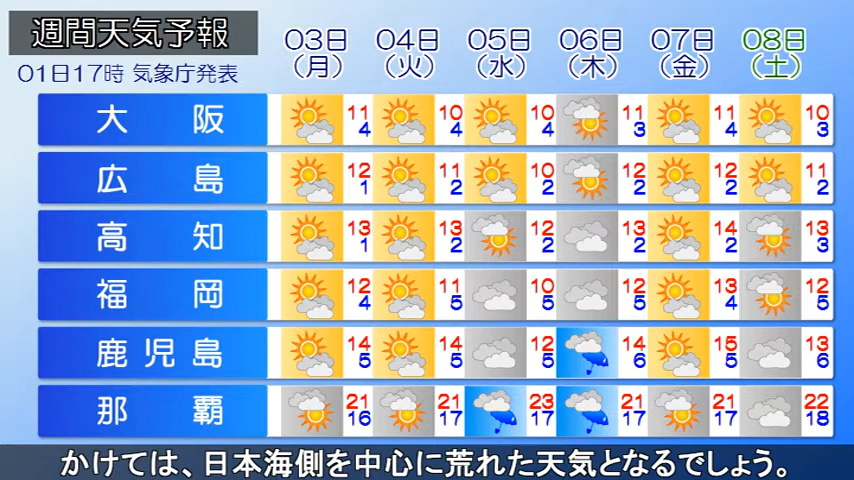 週間天気予報
01日17時 気象庁発表
03日 04日 05日 06日 07日 08日
(月) (火) (水) (木) (金) (土)
大阪 11 4 10 4 10 4 11 3 11 4 10 3
広島 12 1 11 2 10 2 12 2 12 2 11 2
高知 13 1 13 2 12 2 13 2 14 2 13 3
福岡 12 4 11 5 10 5 12 5 13 4 12 5
鹿児島 14 5 14 5 12 5 14 6 15 5 13 6
那覇 21 16 21 17 23 17 21 17 21 17 22 18
かけては、日本海側を中心に荒れた天気となるでしょう。